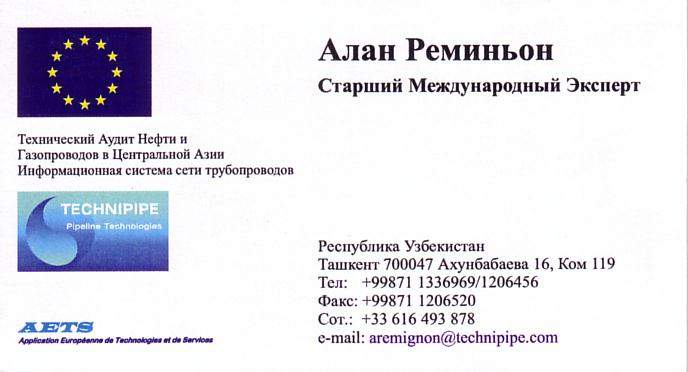 Алан Реминьон
Старший Международный Эксперт
Технический Аудит Нефти и
Газопроводов в Центральной Азии
Информационная система сети трубопроводов
TECHNIPIPE
Pipeline Technologies
Республика Узбекистан
Ташкент 700047 Ахунбабаева 16, Ком 119
Тел: +99871 1336969/1206456
Факс: +99871 1206520
Сот.: +33 616 493 878
e-mail: aremignon@technipipe.com
AETS
Application Européenne de Technologies et de Services